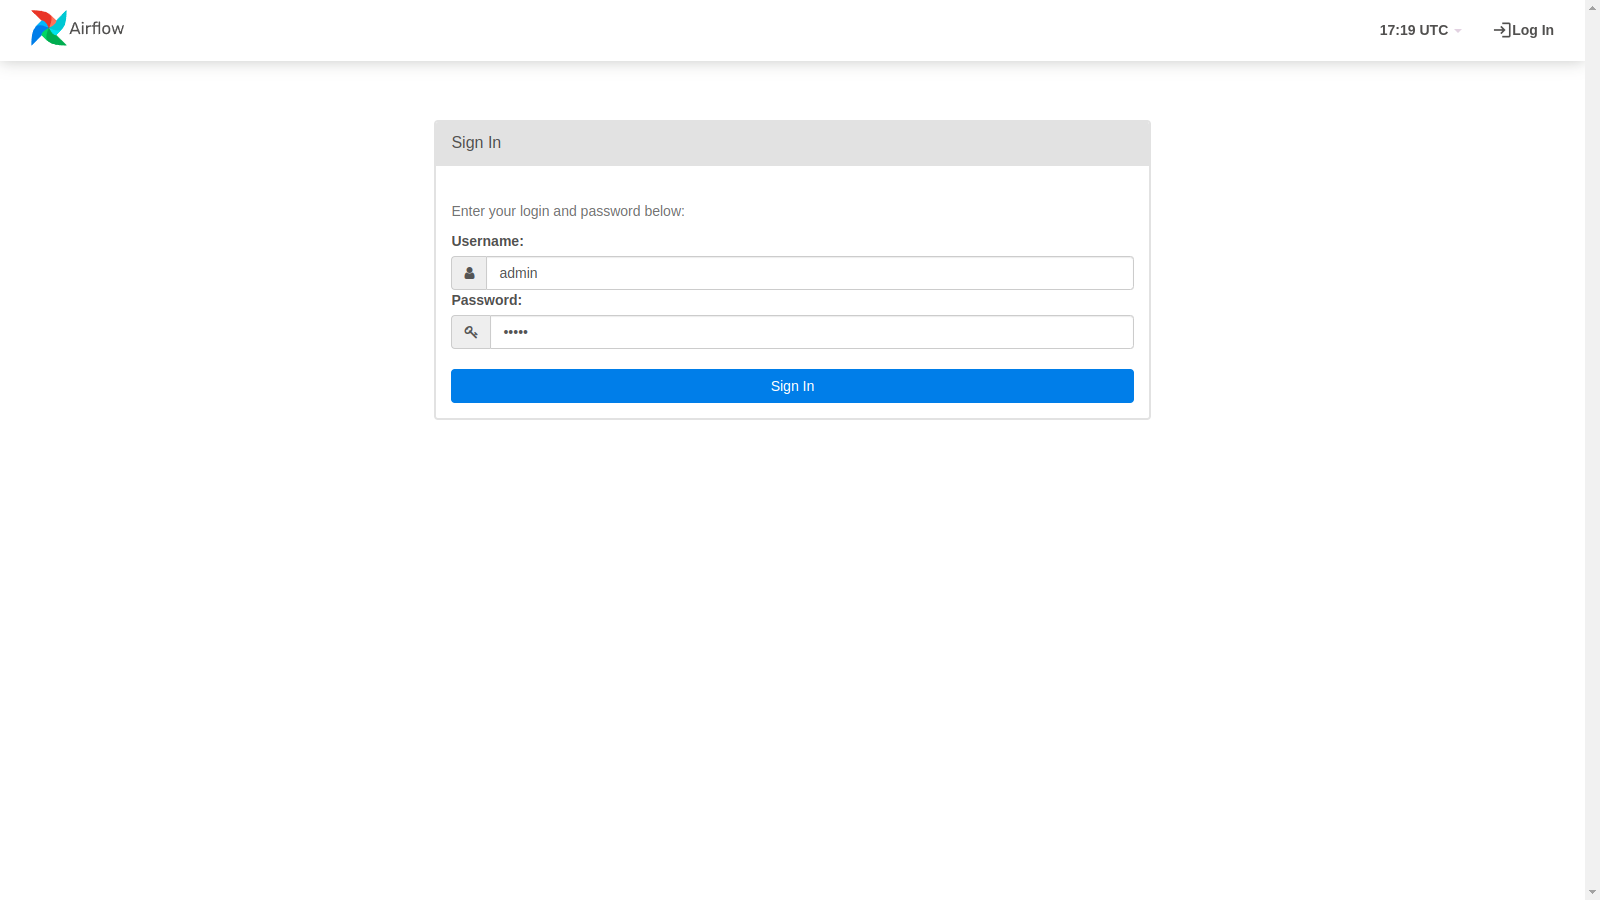 Airflow
17:19 UTC
Log In
Sign In
Enter your login and password below:
Username:
admin
Password:
•••••
Sign In